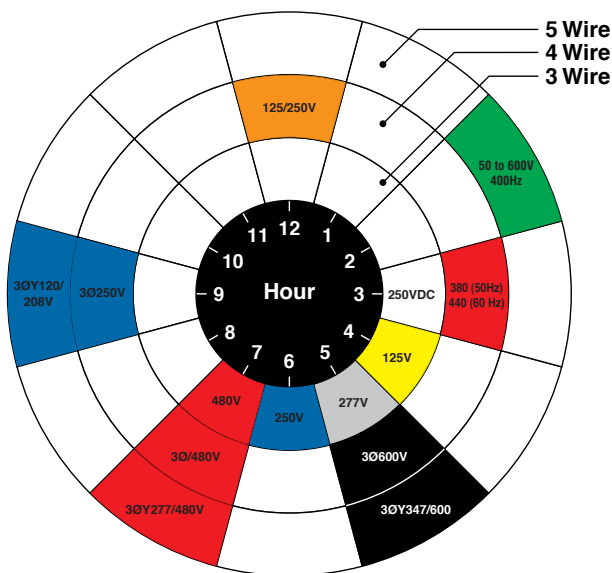 5 Wire
4 Wire
3 Wire
125/250V
50 to 600V
400Hz
12
1
2
3
4
5
6
7
8
9
10
11
Hour
250VDC
380 (50Hz)
440 (60 Hz)
3ØY120/
208V
3Ø250V
125V
277V
250V
480V
3Ø600V
3Ø/480V
3ØY347/600
3ØY277/480V